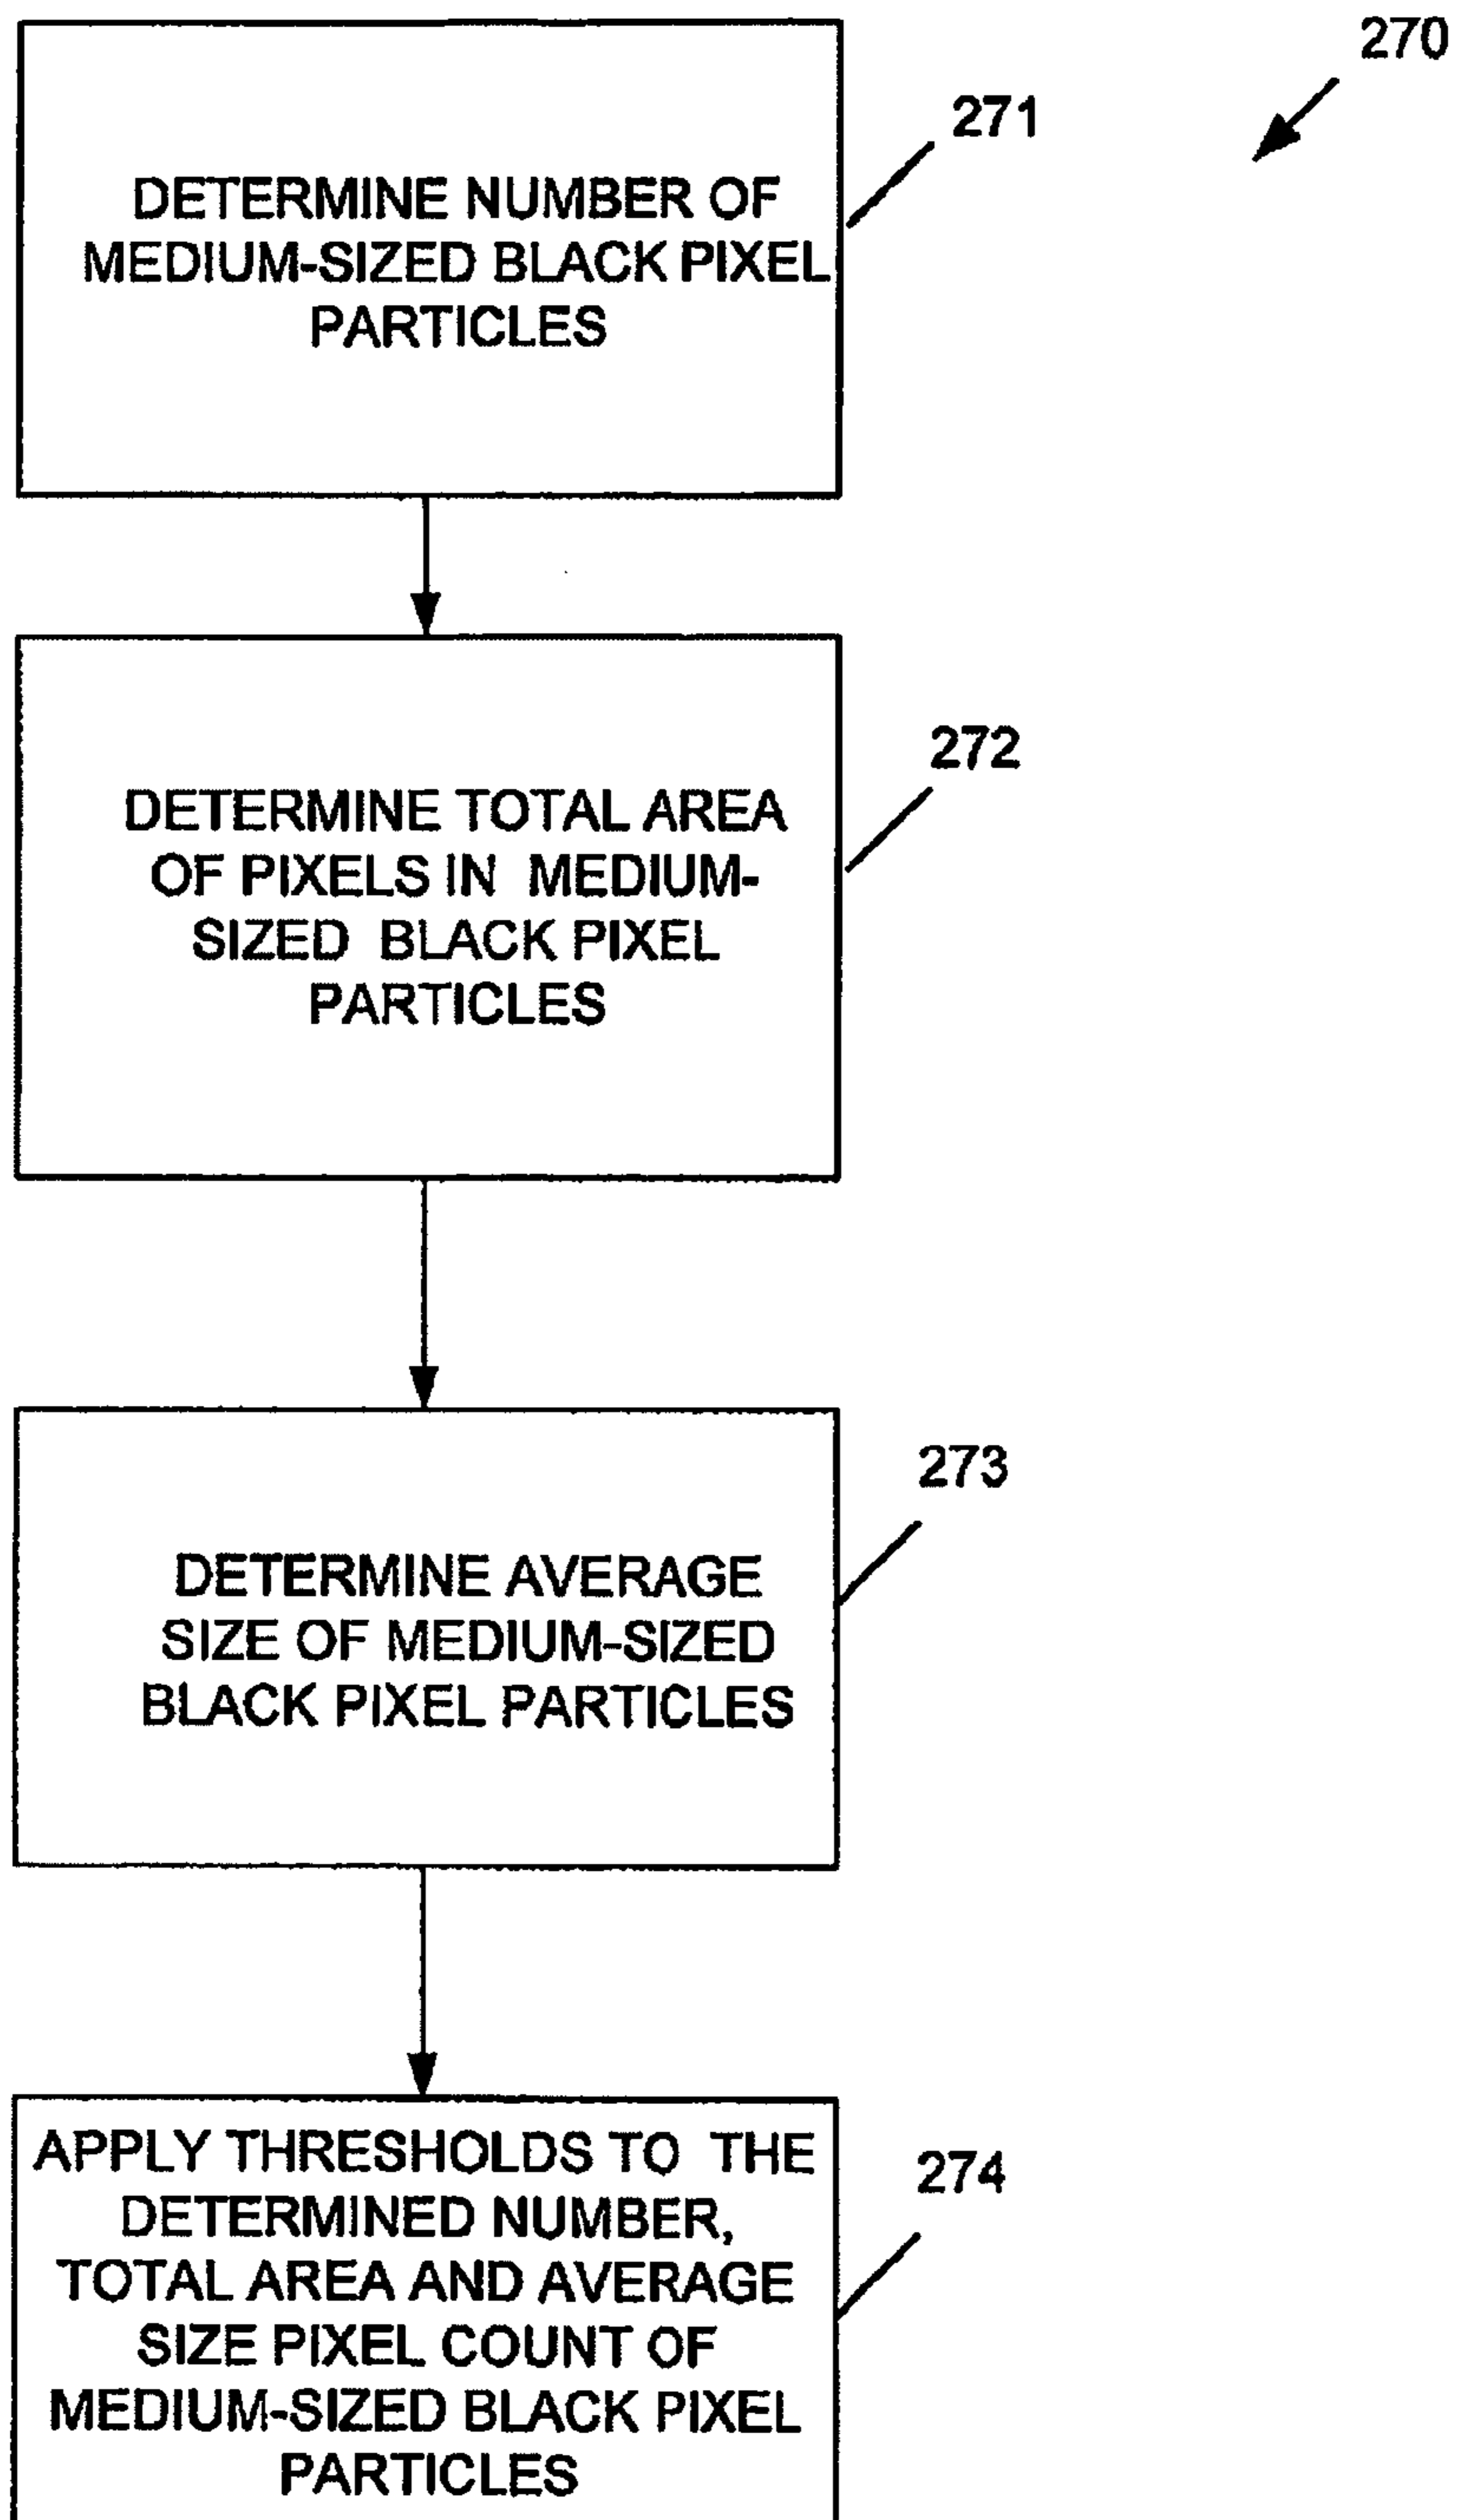 270
271
DETERMINE NUMBER OF
MEDIUM-SIZED BLACK PIXEL
PARTICLES
272
DETERMINE TOTAL AREA
OF PIXELS IN MEDIUM-
SIZED BLACK PIXEL
PARTICLES
273
DETERMINE AVERAGE
SIZE OF MEDIUM-SIZED
BLACK PIXEL PARTICLES
274
APPLY THRESHOLDS TO THE
DETERMINED NUMBER,
TOTAL AREA AND AVERAGE
SIZE PIXEL COUNT OF
MEDIUM-SIZED BLACK PIXEL
PARTICLES